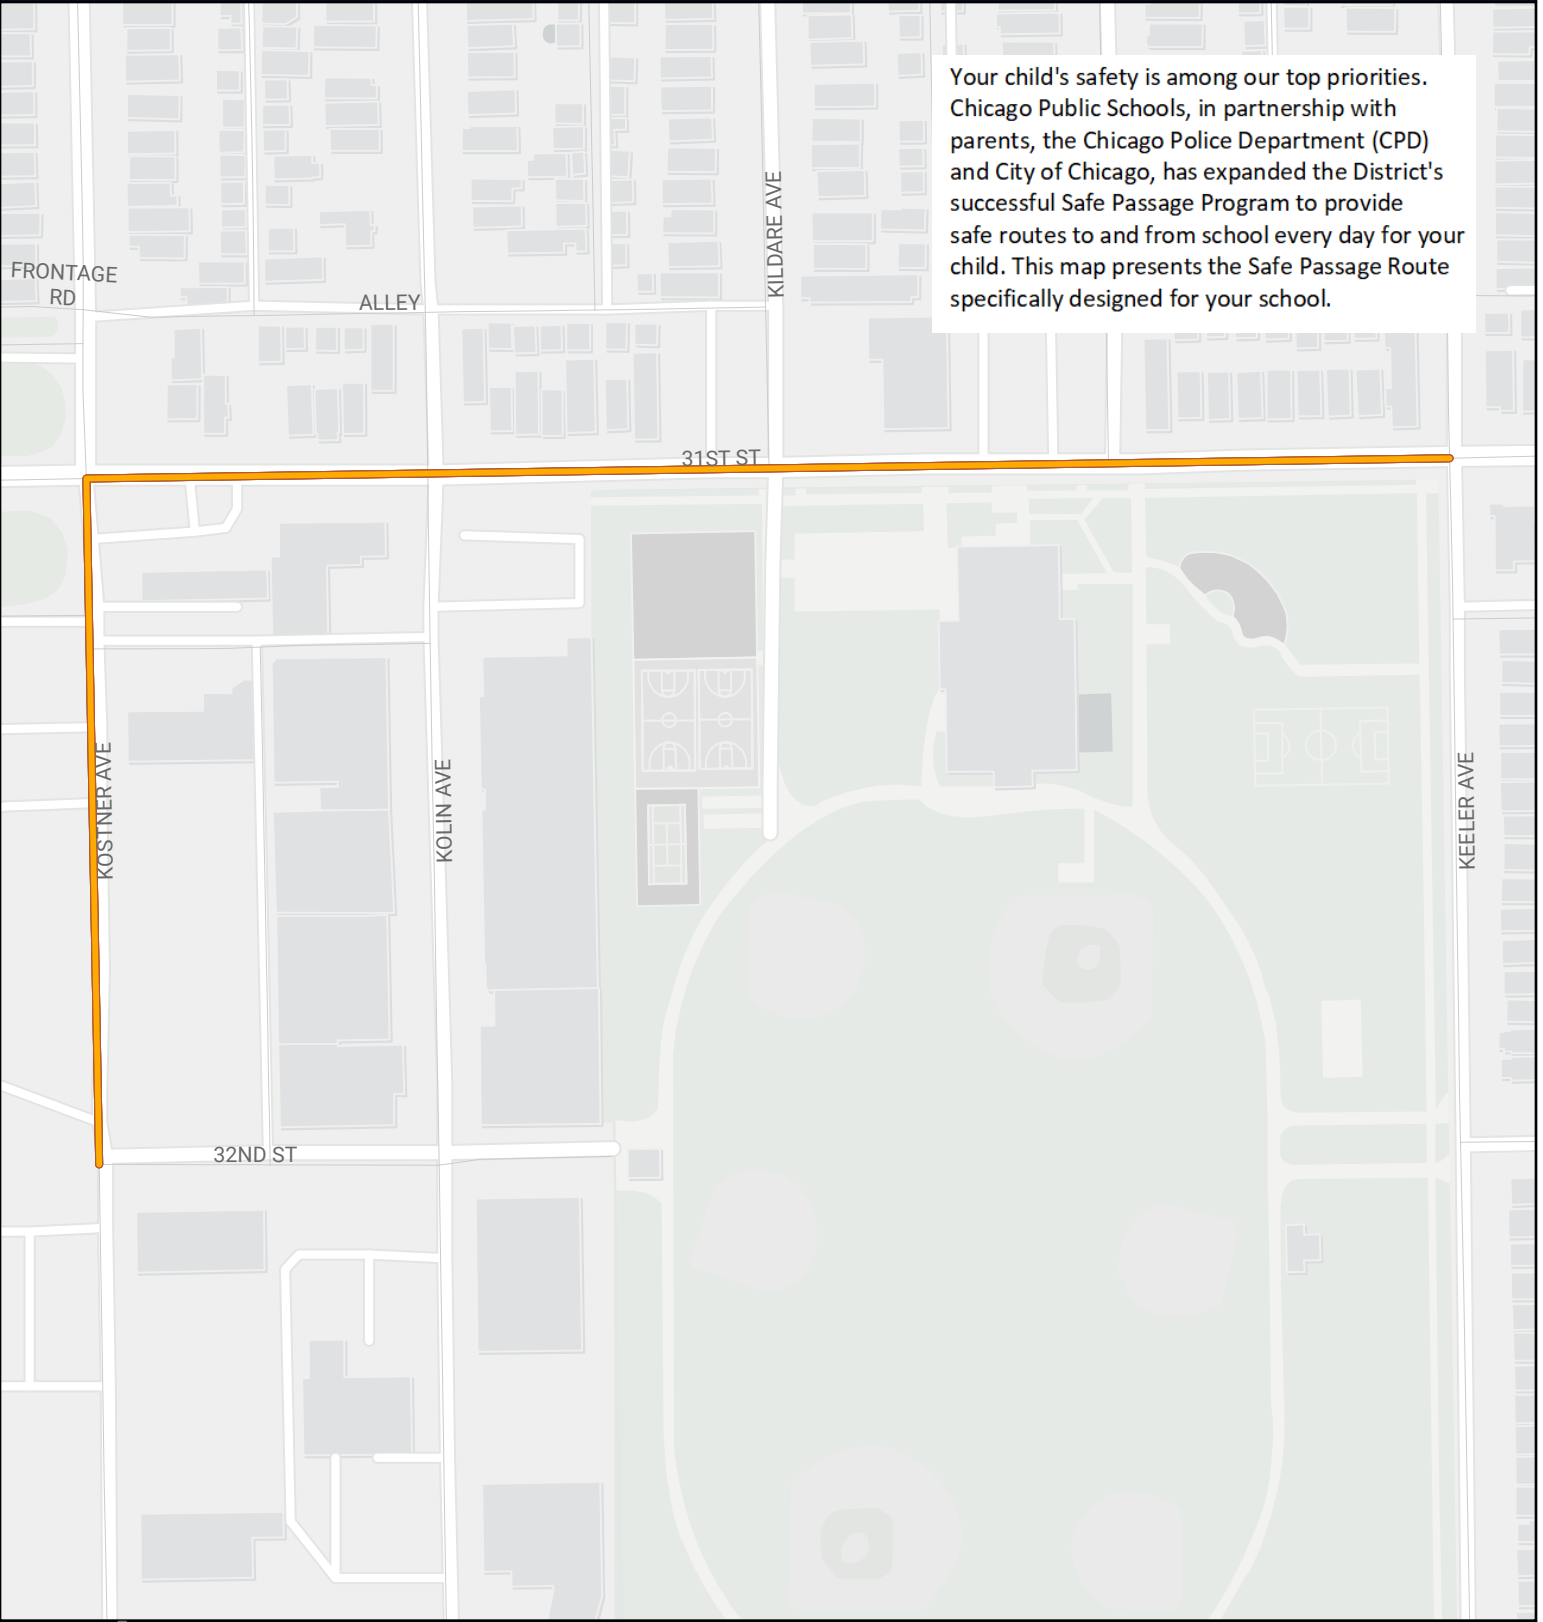 Your child's safety is among our top priorities.
Chicago Public Schools, in partnership with
parents, the Chicago Police Department (CPD)
and City of Chicago, has expanded the District's
successful Safe Passage Program to provide
safe routes to and from school every day for your
child. This map presents the Safe Passage Route
specifically designed for your school.
KILDARE AVE
FRONTAGE
RD
ALLEY
31ST ST
KOSTNER AVE
KOLIN AVE
KEELER AVE
32ND ST